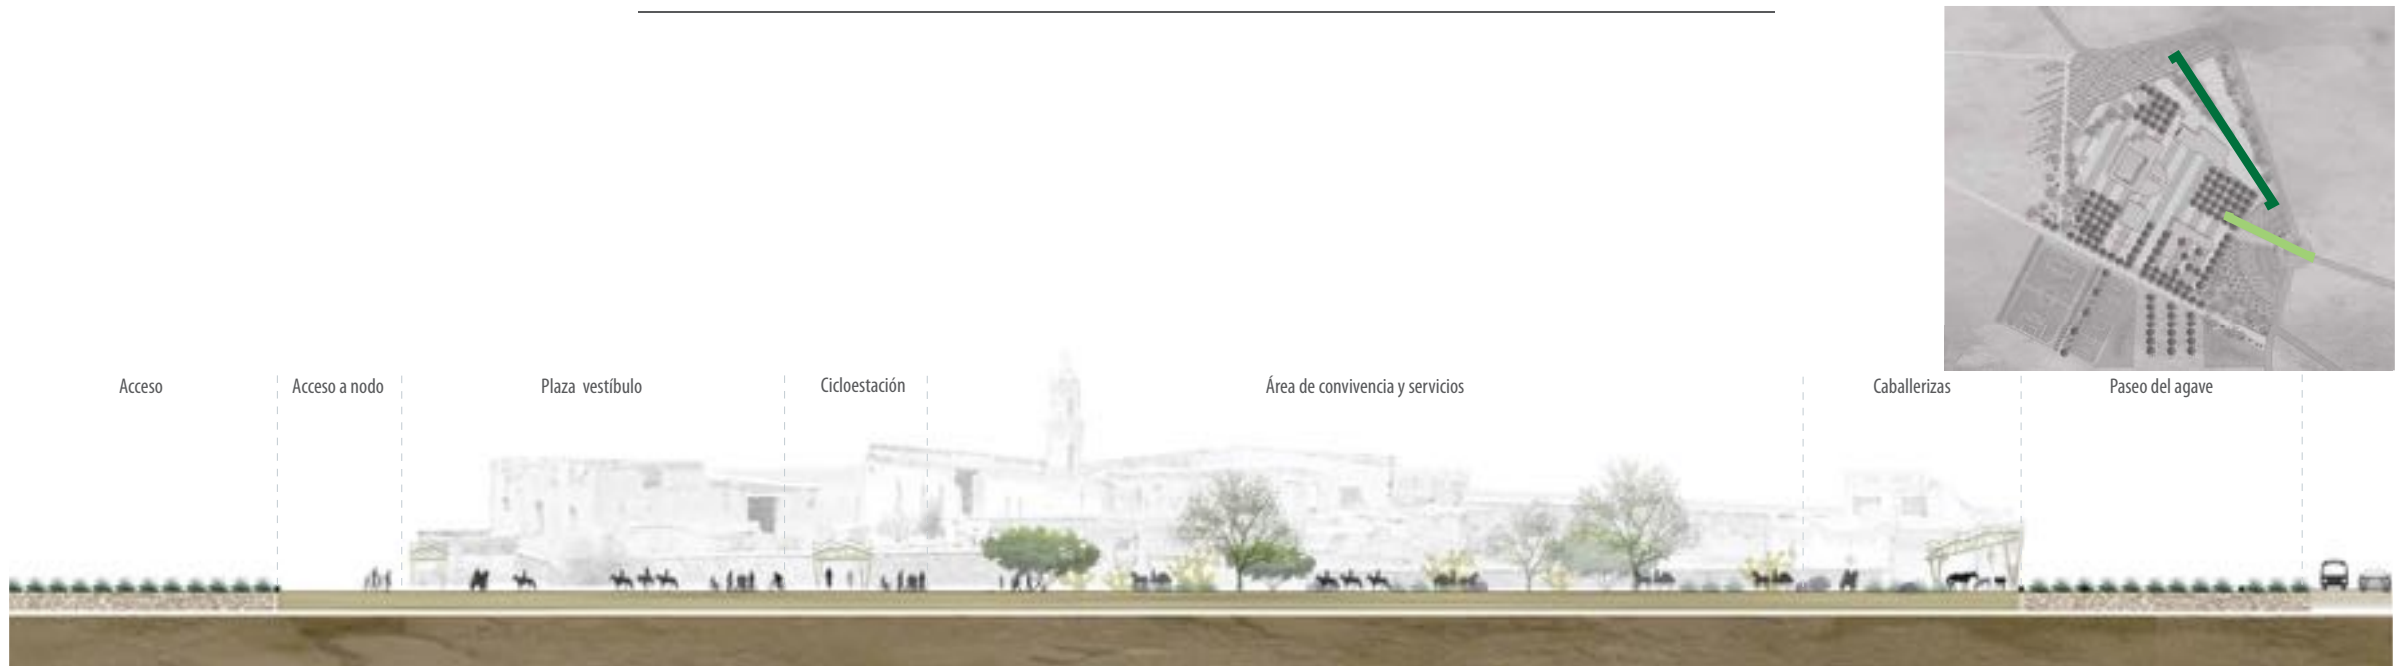 Acceso
Acceso a nodo
Plaza vestíbulo
Cicloestación
Área de convivencia y servicios
Caballerizas
Paseo del agave